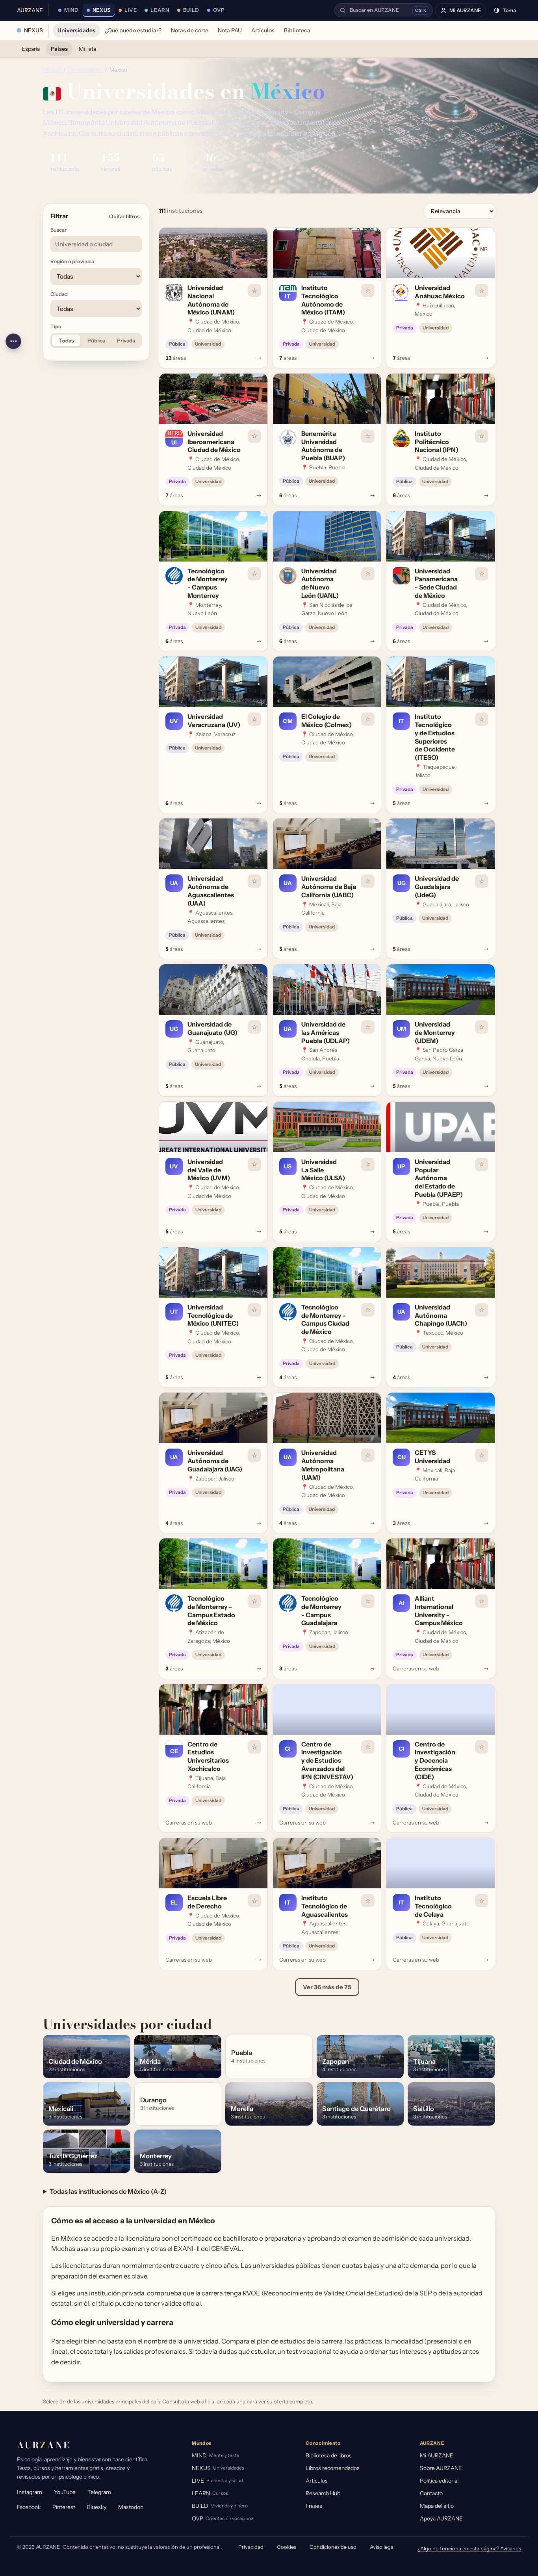 AURZANE
MIND
NEXUS
LIVE
LEARN
BUILD
OVP
Buscar en AURZANE
Ctrl K
Mi AURZANE
Tema
NEXUS
Universidades
¿Qué puedo estudiar?
Notas de corte
Nota PAU
Artículos
Biblioteca
España
Países
Mi lista
México
Universidades en México
111
instituciones
Filtrar
Quitar filtros
Buscar
Universidad o ciudad
Región o provincia
Todas
Ciudad
Todas
Tipo
Todas
Pública
Privada
111 instituciones
Relevancia
Universidad
Nacional
Autónoma de
México (UNAM)
Ciudad de México,
Ciudad de México
Pública
Universidad
13 áreas
Instituto
Tecnológico
Autónomo de
México (ITAM)
Ciudad de México,
Ciudad de México
Privada
Universidad
7 áreas
Universidad
Anáhuac México
Huixquilucan,
México
Privada
Universidad
7 áreas
Universidad
Iberoamericana
Ciudad de México
Ciudad de México,
Ciudad de México
Privada
Universidad
7 áreas
Benemérita
Universidad
Autónoma de
Puebla (BUAP)
Puebla, Puebla
Pública
Universidad
6 áreas
Instituto
Politécnico
Nacional (IPN)
Ciudad de México,
Ciudad de México
Pública
Universidad
6 áreas
Tecnológico
de Monterrey
– Campus
Monterrey
Monterrey,
Nuevo León
Privada
Universidad
6 áreas
Universidad
Autónoma
de Nuevo
León (UANL)
San Nicolás de los
Garza, Nuevo León
Pública
Universidad
6 áreas
Universidad
Panamericana
– Sede Ciudad
de México
Ciudad de México,
Ciudad de México
Privada
Universidad
6 áreas
UV
Universidad
Veracruzana (UV)
Xalapa, Veracruz
Pública
Universidad
6 áreas
CM
El Colegio de
México (Colmex)
Ciudad de México,
Ciudad de México
Pública
Universidad
5 áreas
IT
Instituto
Tecnológico
y de Estudios
Superiores
de Occidente
(ITESO)
Tlaquepaque,
Jalisco
Privada
Universidad
5 áreas
UA
Universidad
Autónoma de
Aguascalientes
(UAA)
Aguascalientes,
Aguascalientes
Pública
Universidad
5 áreas
UA
Universidad
Autónoma de Baja
California (UABC)
Mexicali, Baja
California
Pública
Universidad
5 áreas
UG
Universidad de
Guadalajara
(UdeG)
Guadalajara, Jalisco
Pública
Universidad
5 áreas
UG
Universidad de
Guanajuato (UG)
Guanajuato,
Guanajuato
Pública
Universidad
5 áreas
UA
Universidad de
las Américas
Puebla (UDLAP)
San Andrés
Cholula, Puebla
Privada
Universidad
5 áreas
UM
Universidad
de Monterrey
(UDEM)
San Pedro Garza
García, Nuevo León
Privada
Universidad
5 áreas
UV
Universidad
del Valle de
México (UVM)
Ciudad de México,
Ciudad de México
Privada
Universidad
5 áreas
US
Universidad
La Salle
México (ULSA)
Ciudad de México,
Ciudad de México
Privada
Universidad
5 áreas
UP
Universidad
Popular
Autónoma
del Estado de
Puebla (UPAEP)
Puebla, Puebla
Privada
Universidad
5 áreas
UT
Universidad
Tecnológica de
México (UNITEC)
Ciudad de México,
Ciudad de México
Privada
Universidad
5 áreas
Tecnológico
de Monterrey –
Campus Ciudad
de México
Ciudad de México,
Ciudad de México
Privada
Universidad
4 áreas
UA
Universidad
Autónoma
Chapingo (UACh)
Texcoco, México
Pública
Universidad
4 áreas
UA
Universidad
Autónoma de
Guadalajara (UAG)
Zapopan, Jalisco
Privada
Universidad
4 áreas
UA
Universidad
Autónoma
Metropolitana
(UAM)
Ciudad de México,
Ciudad de México
Pública
Universidad
4 áreas
CU
CETYS
Universidad
Mexicali, Baja
California
Privada
Universidad
3 áreas
Tecnológico
de Monterrey –
Campus Estado
de México
Atizapán de
Zaragoza, México
Privada
Universidad
3 áreas
Tecnológico
de Monterrey
– Campus
Guadalajara
Zapopan, Jalisco
Privada
Universidad
3 áreas
AI
Alliant
International
University –
Campus México
Ciudad de México,
Ciudad de México
Privada
Universidad
Carreras en su web
CE
Centro de
Estudios
Universitarios
Xochicalco
Tijuana, Baja
California
Privada
Universidad
Carreras en su web
CI
Centro de
Investigación
y de Estudios
Avanzados del
IPN (CINVESTAV)
Ciudad de México,
Ciudad de México
Pública
Universidad
Carreras en su web
CI
Centro de
Investigación
y Docencia
Económicas
(CIDE)
Ciudad de México,
Ciudad de México
Pública
Universidad
Carreras en su web
EL
Escuela Libre
de Derecho
Ciudad de México,
Ciudad de México
Privada
Universidad
Carreras en su web
IT
Instituto
Tecnológico de
Aguascalientes
Aguascalientes,
Aguascalientes
Pública
Universidad
Carreras en su web
IT
Instituto
Tecnológico
de Celaya
Celaya, Guanajuato
Pública
Universidad
Carreras en su web
Ver 36 más de 75
Universidades por ciudad
Ciudad de México
22 instituciones
Mérida
5 instituciones
Puebla
4 instituciones
Zapopan
4 instituciones
Tijuana
3 instituciones
Mexicali
3 instituciones
Durango
3 instituciones
Morelia
3 instituciones
Santiago de Querétaro
3 instituciones
Saltillo
3 instituciones
Tuxtla Gutiérrez
3 instituciones
Monterrey
3 instituciones
Todas las instituciones de México (A-Z)
Cómo es el acceso a la universidad en México
En México se accede a la licenciatura con el certificado de bachillerato o preparatoria y aprobando el examen de admisión de cada universidad.
Muchas usan su propio examen y otras el EXANI-II del CENEVAL.
Las licenciaturas duran normalmente entre cuatro y cinco años. Las universidades públicas tienen cuotas bajas y una alta demanda, por lo que la
preparación del examen es clave.
Si eliges una institución privada, comprueba que la carrera tenga RVOE (Reconocimiento de Validez Oficial de Estudios) de la SEP o de la autoridad
estatal: sin él, el título puede no tener validez oficial.
Cómo elegir universidad y carrera
Para elegir bien no basta con el nombre de la universidad. Compara el plan de estudios de la carrera, las prácticas, la modalidad (presencial o en
línea), el coste total y las salidas profesionales. Si todavía dudas qué estudiar, un test vocacional te ayuda a ordenar tus intereses y aptitudes antes
de decidir.
Selección de las universidades principales del país. Consulta la web oficial de cada una para ver su oferta completa.
AURZANE
Psicología, aprendizaje y bienestar con base científica.
Tests, cursos y herramientas gratis, creados y
revisados por un psicólogo clínico.
Instagram
YouTube
Telegram
Facebook
Pinterest
Bluesky
Mastodon
Mundos
MIND Mente y tests
NEXUS Universidades
LIVE Bienestar y salud
LEARN Cursos
BUILD Vivienda y dinero
OVP Orientación vocacional
Conocimiento
Biblioteca de libros
Libros recomendados
Artículos
Research Hub
Frases
AURZANE
Mi AURZANE
Sobre AURZANE
Política editorial
Contacto
Mapa del sitio
Apoya AURZANE
© 2026 AURZANE · Contenido orientativo: no sustituye la valoración de un profesional.
Privacidad
Cookies
Condiciones de uso
Aviso legal
¿Algo no funciona en esta página? Avísanos